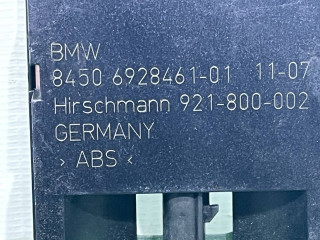 BMW
8450 6928461-01 11-07
Hirschmann 921-800-002
GERMANY
> ABS <